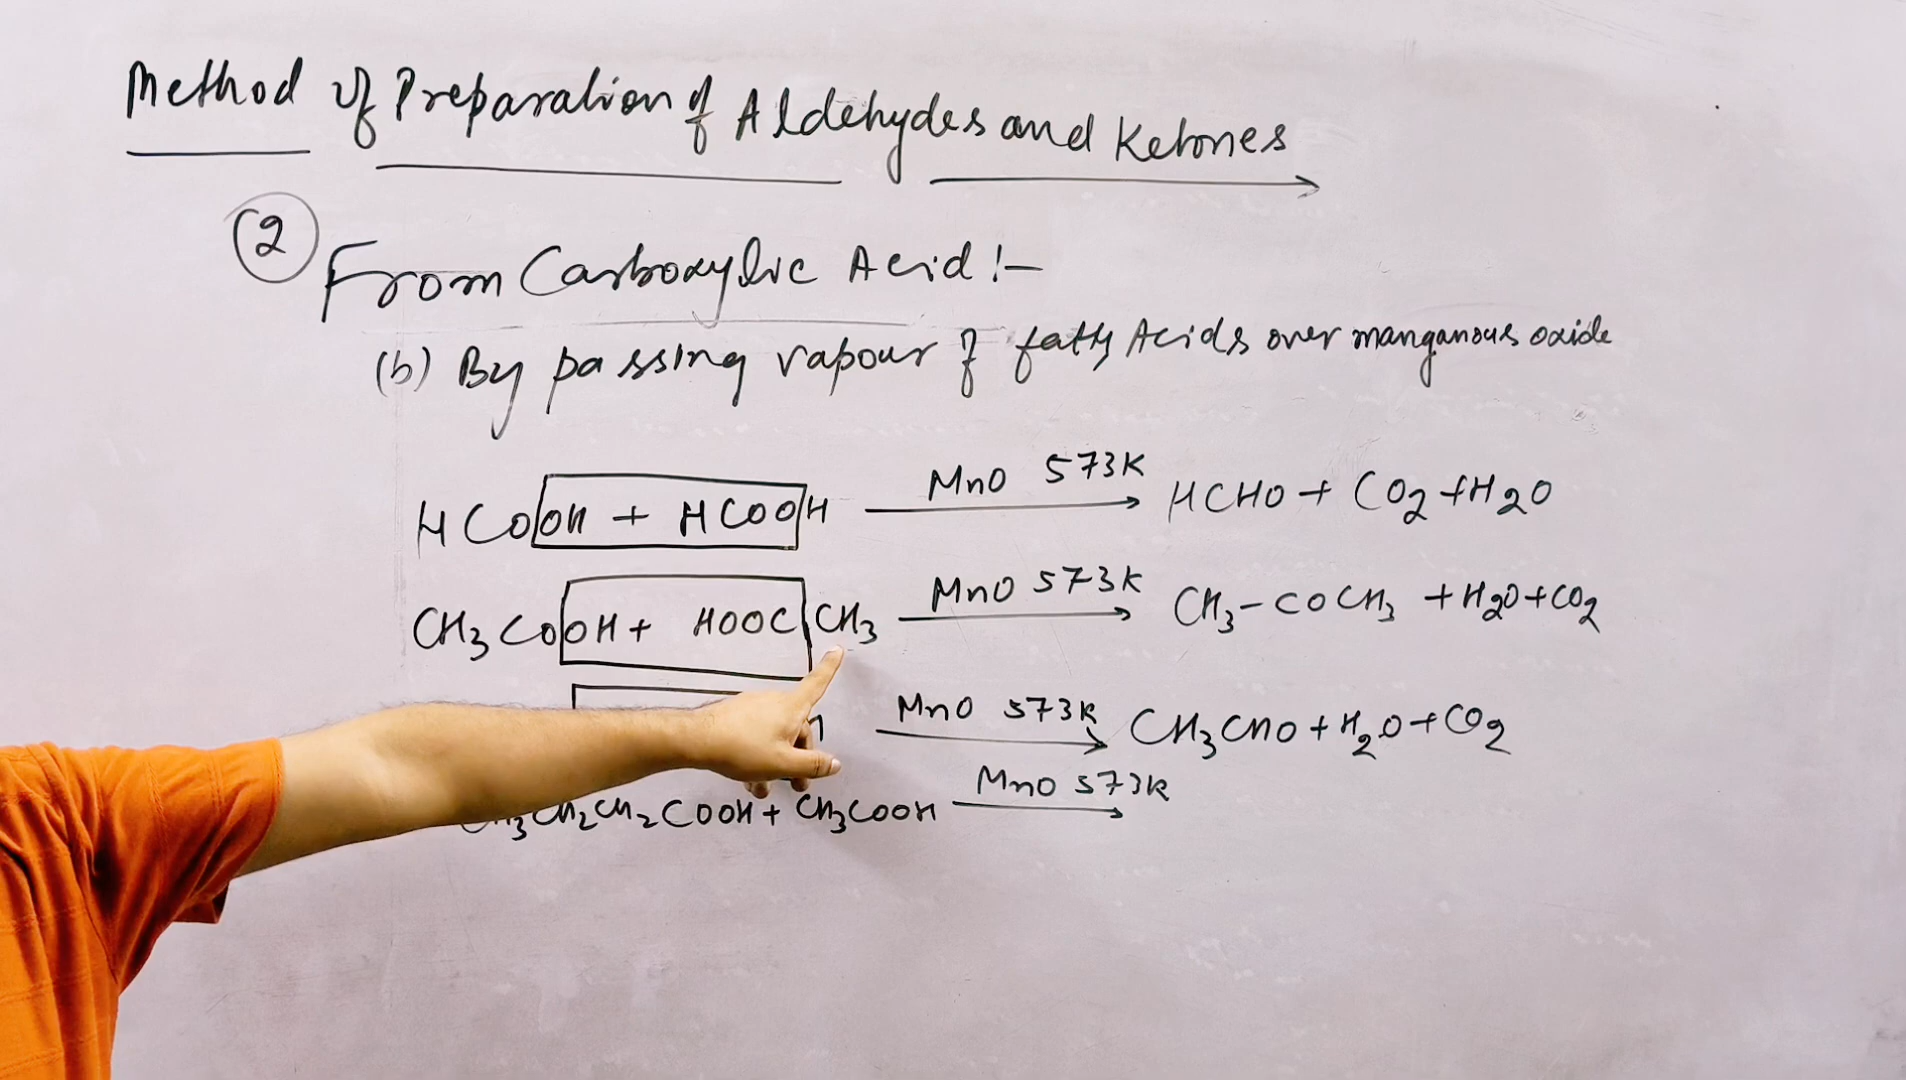 Method of Preparation of Aldehydes and Ketones
(2)
From Carboxylic Acid :-
(b) By passing vapour of fatty Acids over manganous oxide
HCOOH + HCOOH MnO 573K HCHO + CO2 + H2O
CH3COOH + HOOC CH3 MnO 573K CH3-COCH3 + H2O + CO2
MnO 573K CH3CHO + H2O + CO2
CH2CH2COOH + CH3COOH MnO 573K